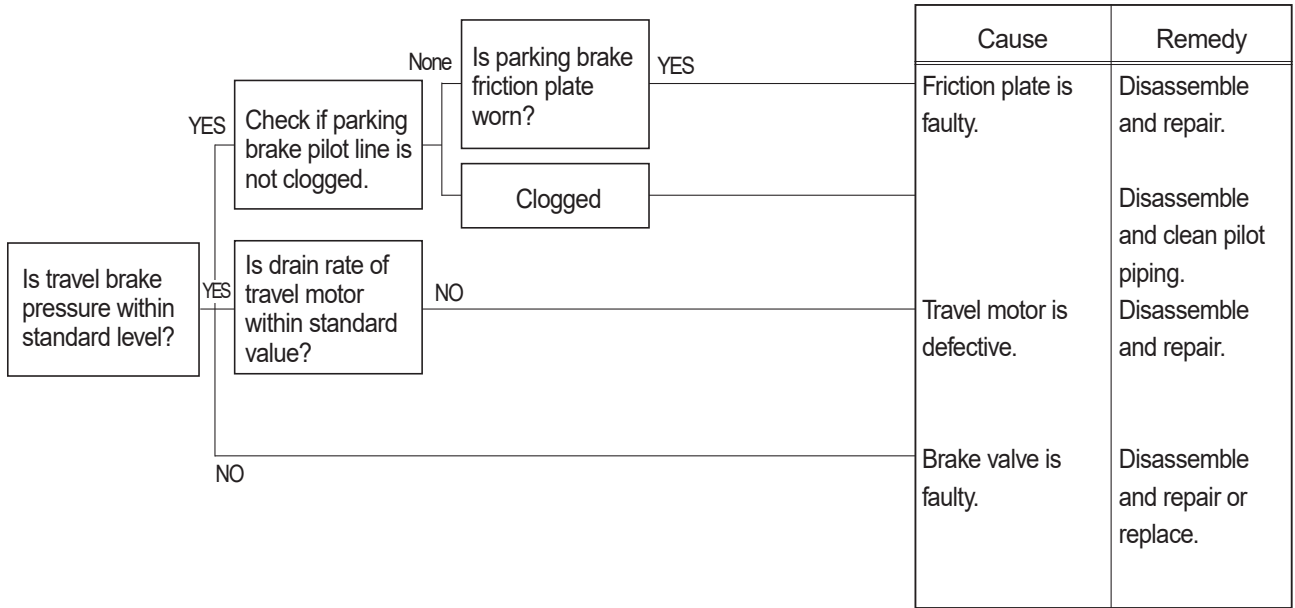 None
Is parking brake
friction plate
worn?
YES
YES
Check if parking
brake pilot line is
not clogged.
Clogged
Is travel brake
pressure within
standard level?
YES
Is drain rate of
travel motor
within standard
value?
NO
NO
Cause
Remedy
Friction plate is
faulty.
Disassemble
and repair.
Disassemble
and clean pilot
piping.
Travel motor is
defective.
Disassemble
and repair.
Brake valve is
faulty.
Disassemble
and repair or
replace.